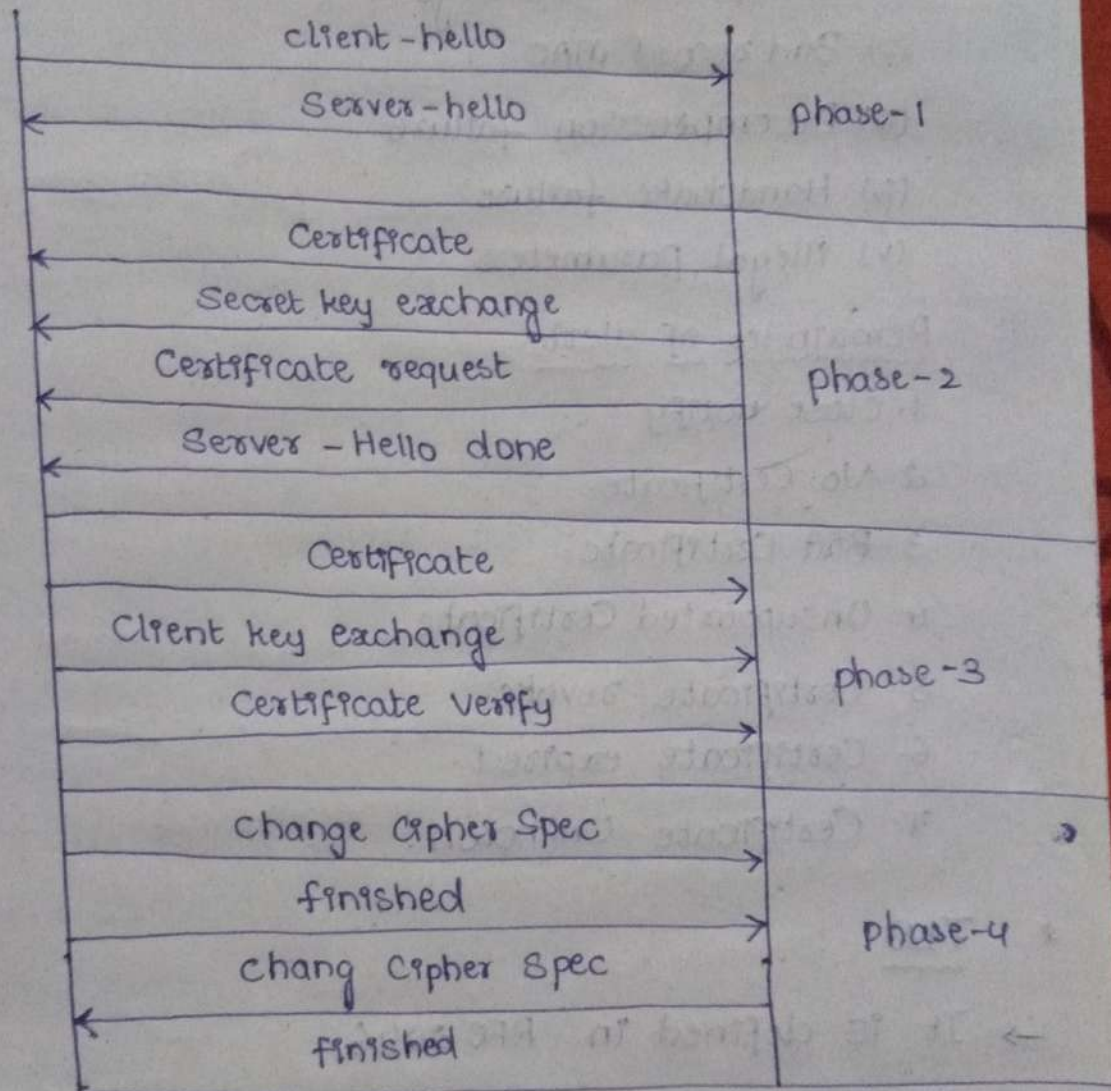 client-hello
Server-hello
phase-1
Certificate
Secret key exchange
Certificate request
phase-2
Server - Hello done
Certificate
Client key exchange
phase-3
Certificate verify
Change Cipher Spec
finished
phase-4
Chang Cipher Spec
finished